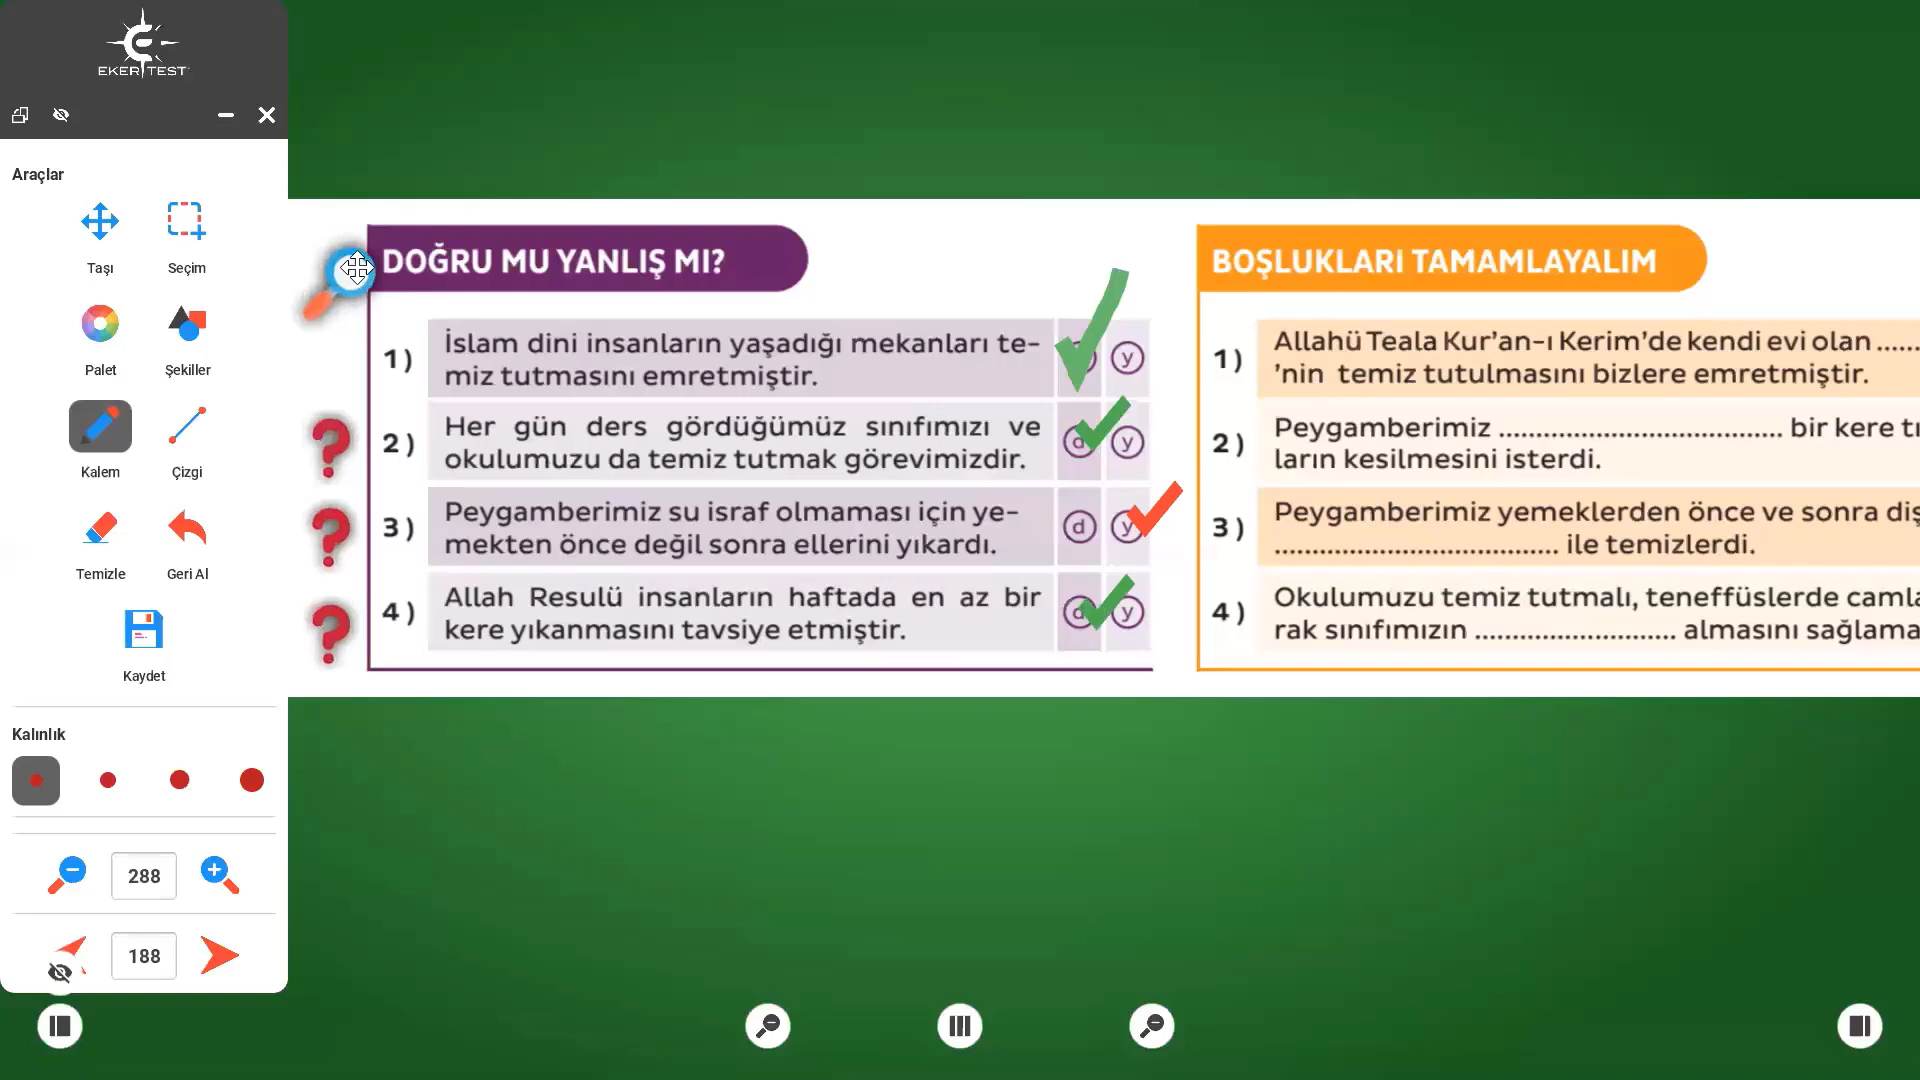 EKER TEST
Araçlar
Taşı
Seçim
Palet
Şekiller
Kalem
Çizgi
Temizle
Geri Al
Kaydet
Kalınlık
288
188
DOĞRU MU YANLIŞ MI?
1) İslam dini insanların yaşadığı mekanları te-
miz tutmasını emretmiştir.
y
2) Her gün ders gördüğümüz sınıfımızı ve
okulumuzu da temiz tutmak görevimizdir.
d y
3) Peygamberimiz su israf olmaması için ye-
mekten önce değil sonra ellerini yıkardı.
d y
4) Allah Resulü insanların haftada en az bir
kere yıkanmasını tavsiye etmiştir.
d y
BOŞLUKLARI TAMAMLAYALIM
1) Allahü Teala Kur'an-ı Kerim'de kendi evi olan ......
'nin temiz tutulmasını bizlere emretmiştir.
2) Peygamberimiz ...................................... bir kere
ların kesilmesini isterdi.
3) Peygamberimiz yemeklerden önce ve sonra diş
...................................... ile temizlerdi.
4) Okulumuzu temiz tutmalı, teneffüslerde camla
rak sınıfımızın ........................... almasını sağlama